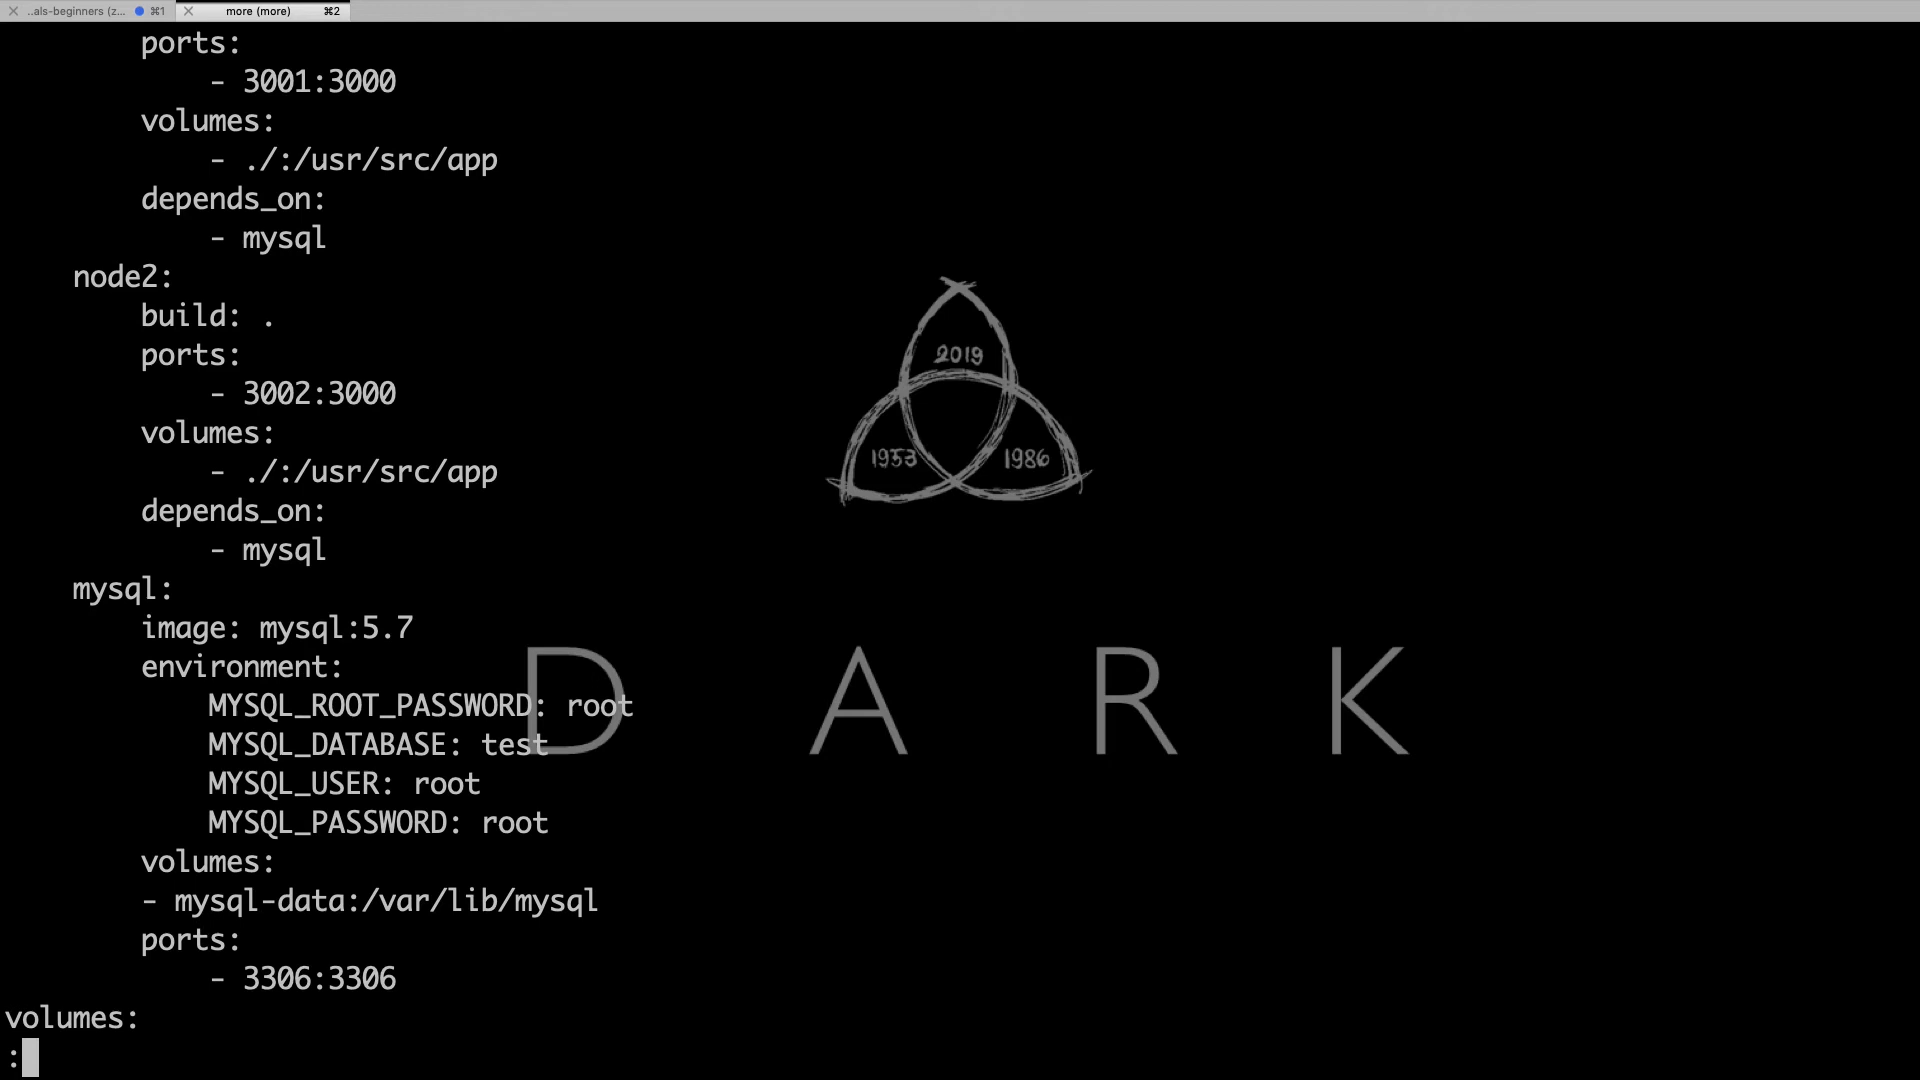 ..als-beginners (z... ⌘1
more (more) ⌘2
ports:
- 3001:3000
volumes:
- ./:/usr/src/app
depends_on:
- mysql
node2:
build: .
ports:
- 3002:3000
volumes:
- ./:/usr/src/app
depends_on:
- mysql
mysql:
image: mysql:5.7
environment:
MYSQL_ROOT_PASSWORD: root
MYSQL_DATABASE: test
MYSQL_USER: root
MYSQL_PASSWORD: root
volumes:
- mysql-data:/var/lib/mysql
ports:
- 3306:3306
volumes:
:
2019
1953 1986
D A R K